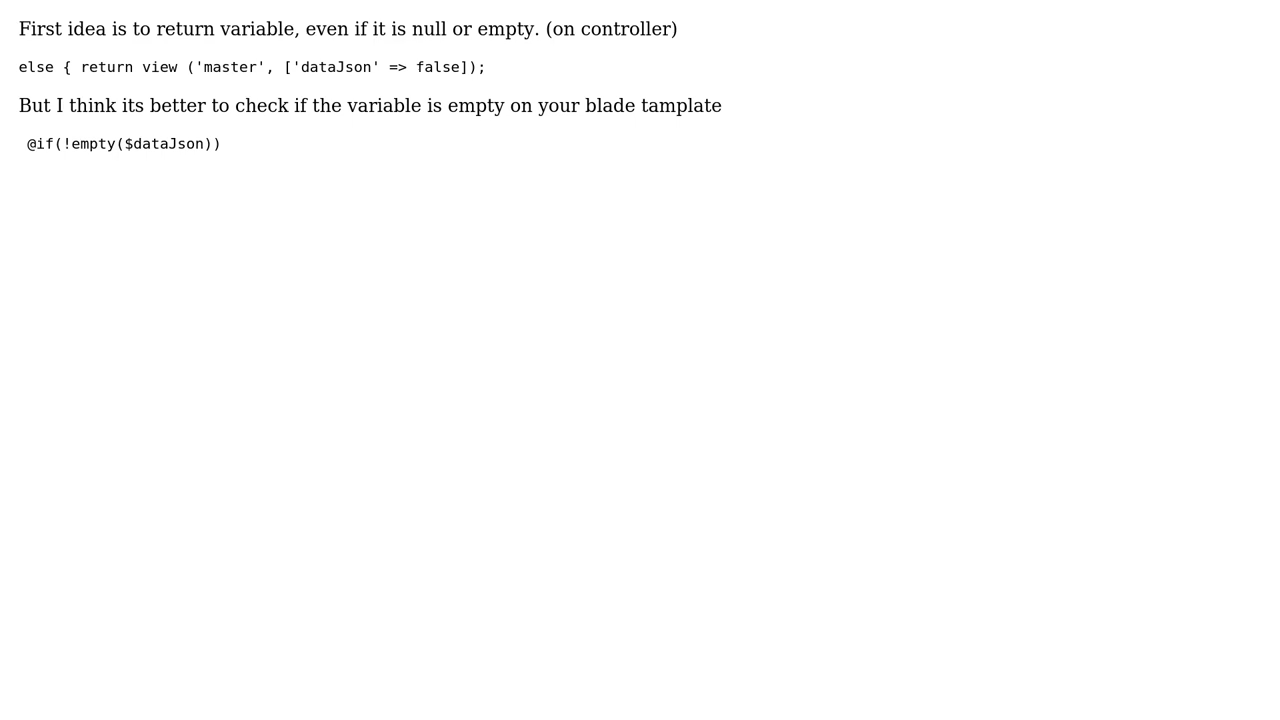 First idea is to return variable, even if it is null or empty. (on controller)
else { return view ('master', ['dataJson' => false]);
But I think its better to check if the variable is empty on your blade tamplate
@if(!empty($dataJson))